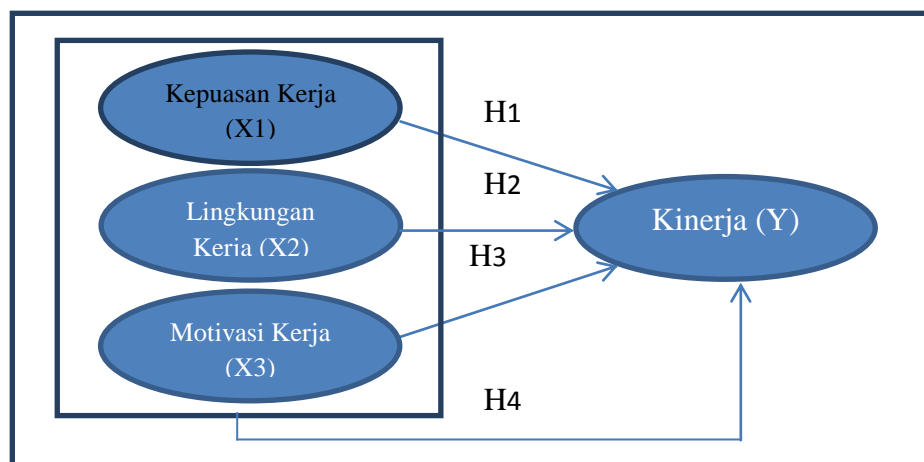 Kepuasan Kerja
(X1)
H1
H2
Lingkungan
Kerja (X2)
Kinerja (Y)
H3
Motivasi Kerja
(X3)
H4